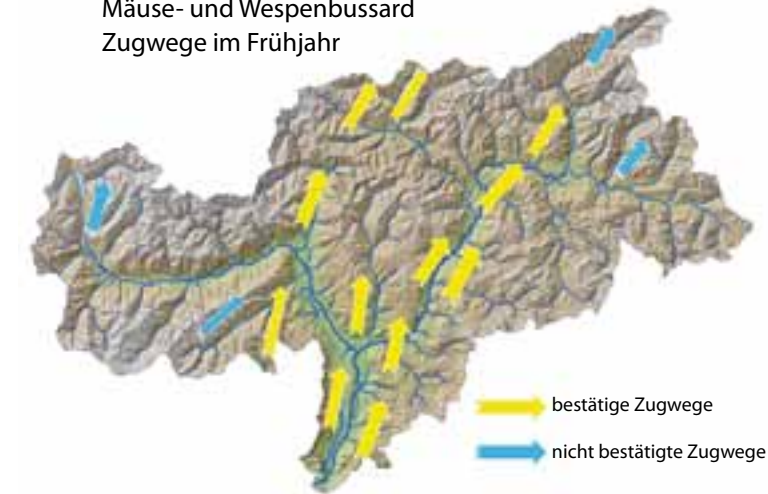 Mäuse- und Wespenbussard
Zugwege im Frühjahr
bestätige Zugwege
nicht bestätigte Zugwege